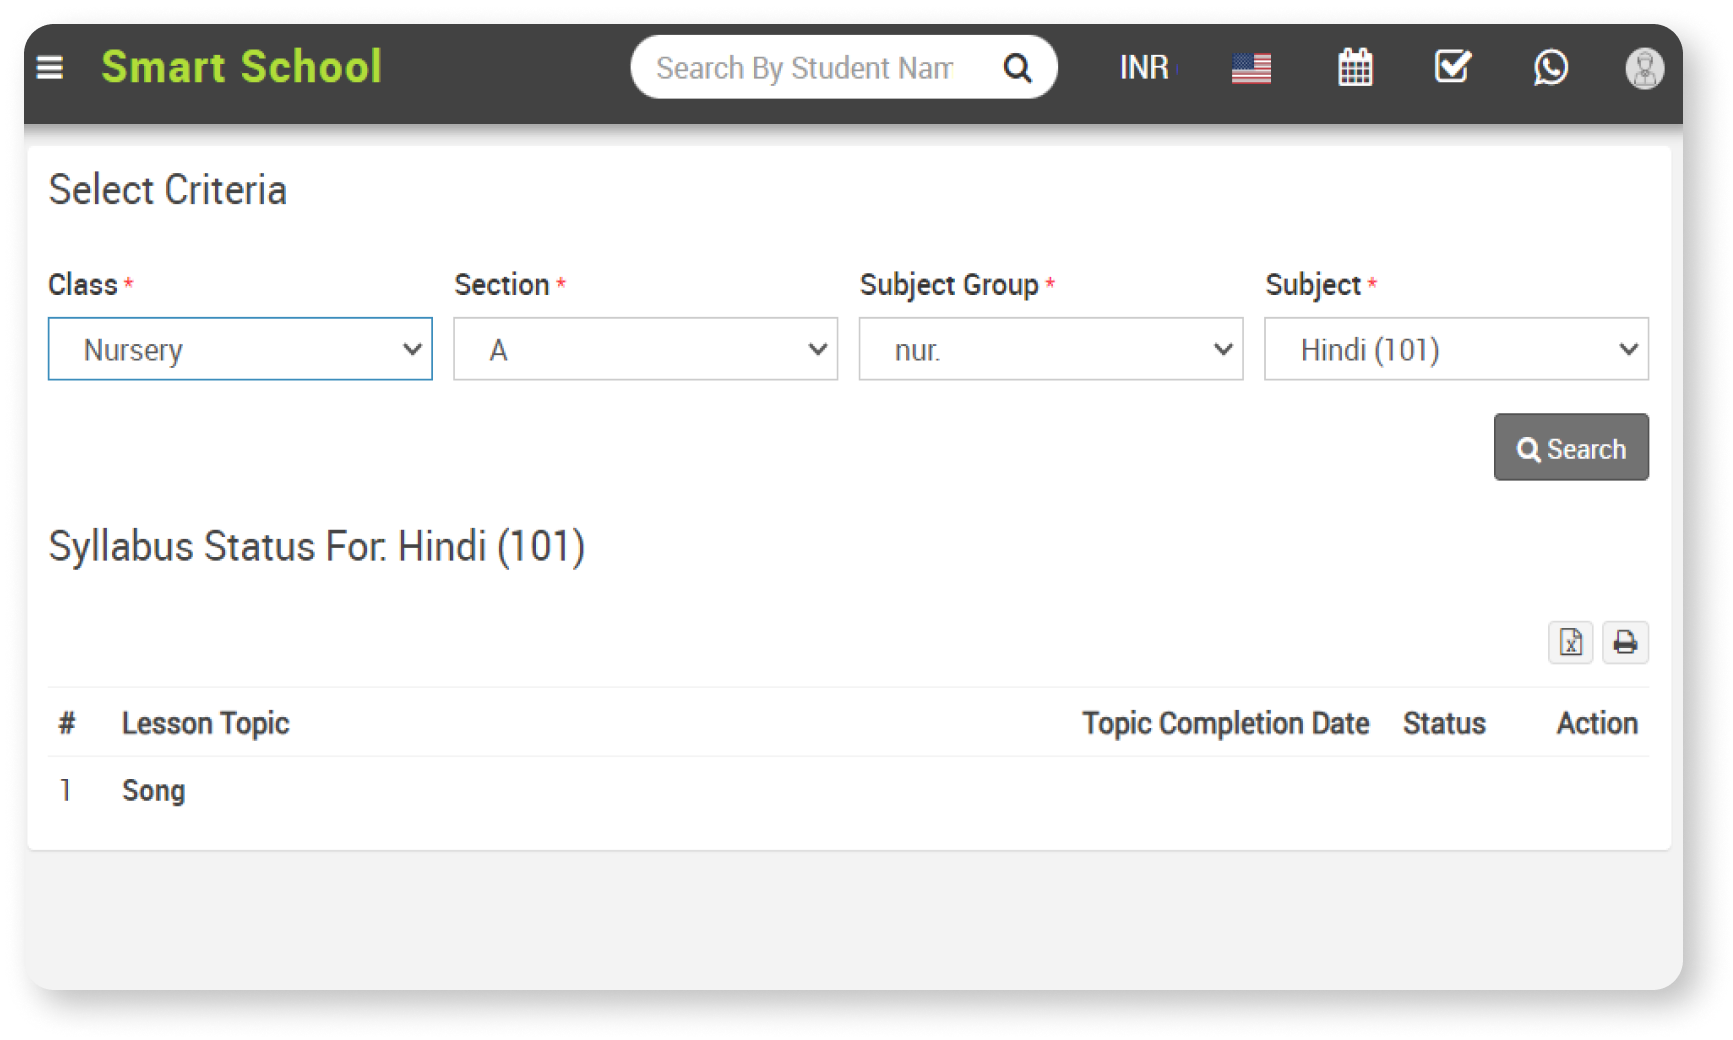 Smart School
Search By Student Nam
INR
Select Criteria
Class *
Section *
Subject Group *
Subject *
Nursery
A
nur.
Hindi (101)
Search
Syllabus Status For: Hindi (101)
# Lesson Topic Topic Completion Date Status Action
1 Song